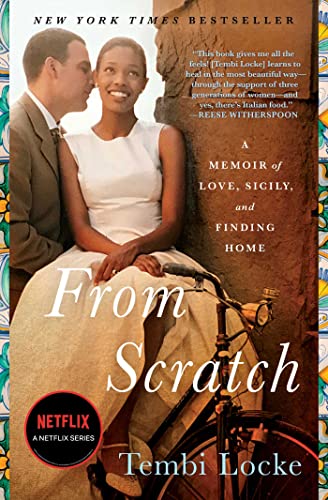 NEW YORK TIMES BESTSELLER
"This book gives me all the
feels! [Tembi Locke] learns to
heal in the most beautiful way—
through the support of three
generations of women—and
yes, there's Italian food."
—REESE WITHERSPOON
A
MEMOIR of
LOVE, SICILY,
and
FINDING
HOME
From
Scratch
NETFLIX
A NETFLIX SERIES
Tembi Locke